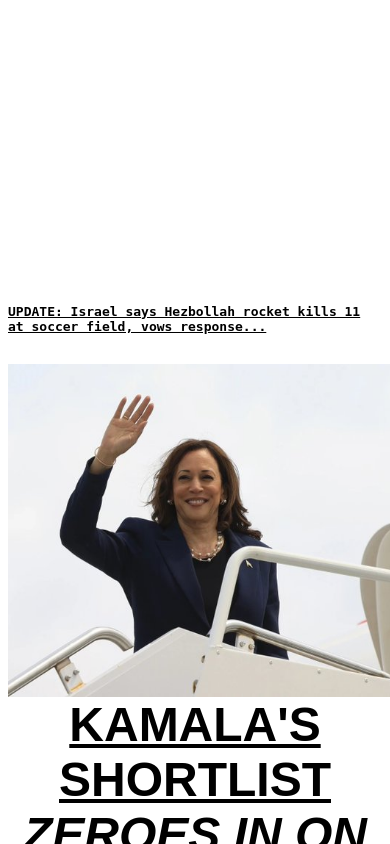 UPDATE: Israel says Hezbollah rocket kills 11
at soccer field, vows response...
KAMALA'S
SHORTLIST
ZEROES IN ON